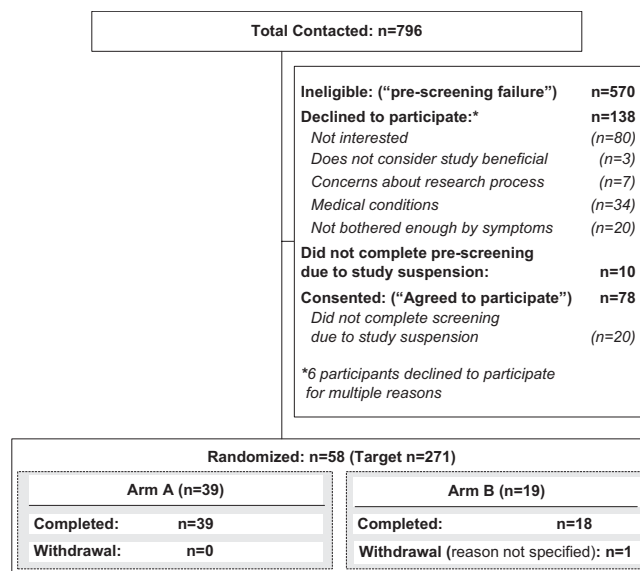 Total Contacted: n=796
Ineligible: (“pre-screening failure”) n=570
Declined to participate:* n=138
Not interested (n=80)
Does not consider study beneficial (n=3)
Concerns about research process (n=7)
Medical conditions (n=34)
Not bothered enough by symptoms (n=20)
Did not complete pre-screening
due to study suspension: n=10
Consented: (“Agreed to participate”) n=78
Did not complete screening
due to study suspension (n=20)
*6 participants declined to participate
for multiple reasons
Randomized: n=58 (Target n=271)
Arm A (n=39)
Completed: n=39
Withdrawal: n=0
Arm B (n=19)
Completed: n=18
Withdrawal (reason not specified): n=1